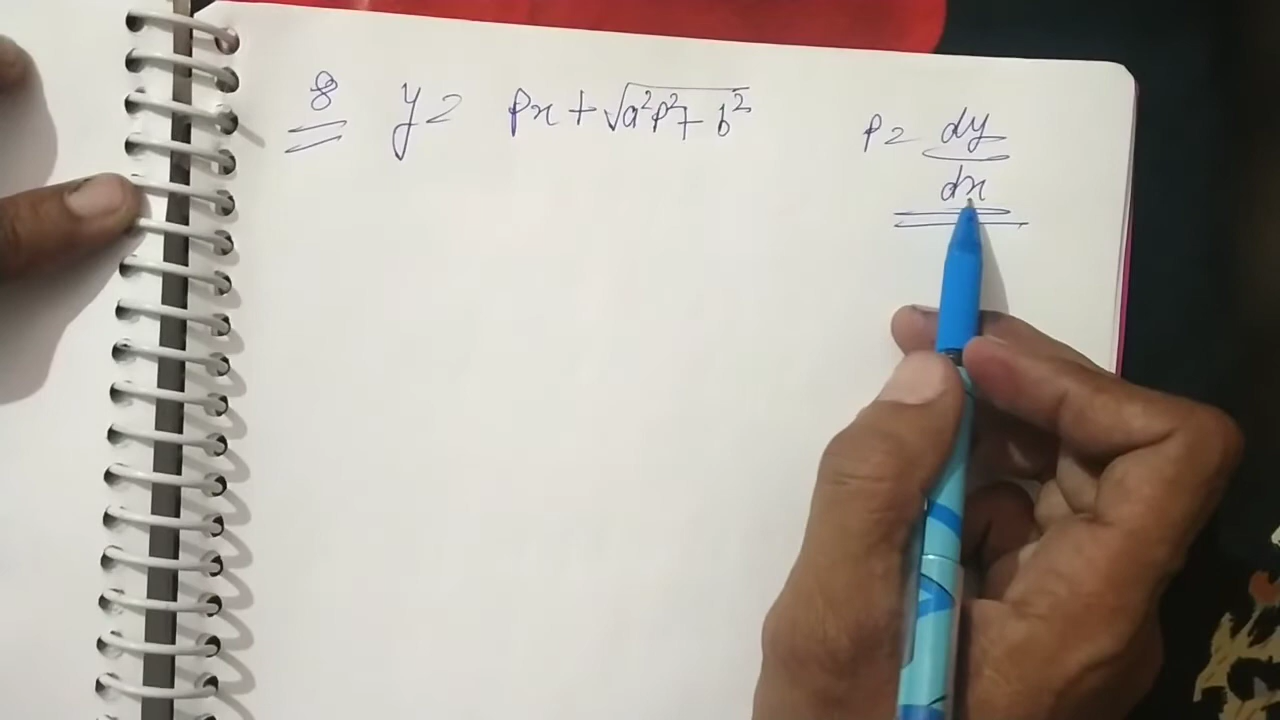 8 y = px + √a²p² + b²
p = dy/dx